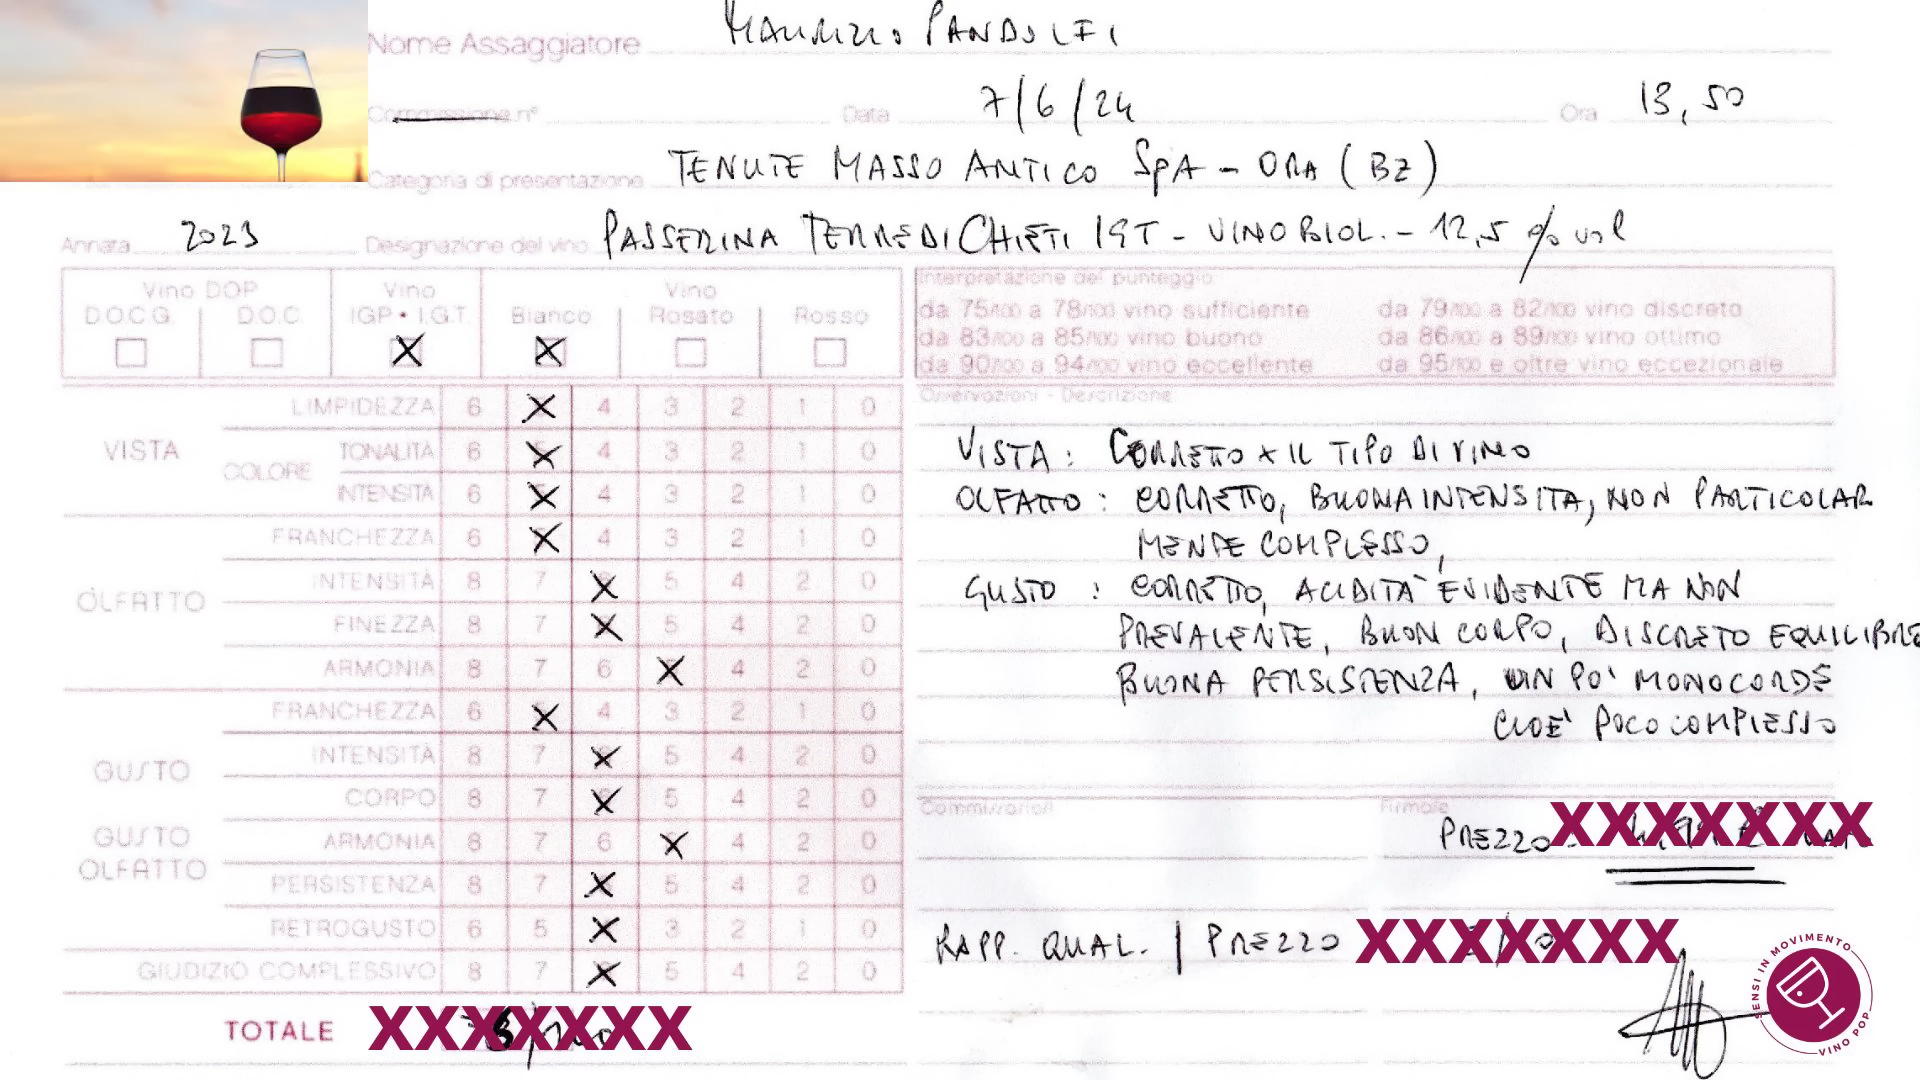 Nome Assaggiatore MAURIZIO PANDOLFI
Commissione n° Data 7/6/24 Ora 13,50
Categoria di presentazione TENUTE MASSO ANTICO SpA - ORA (BZ)
Annata 2023 Designazione del vino PASSERINA TERRE DI CHIETI IGT - VINO BIOL. - 12,5 % vol
Vino DOP Vino Vino
D.O.C.G. D.O.C. IGP • I.G.T. Bianco Rosato Rosso
Interpretazione del punteggio
da 75/100 a 78/100 vino sufficiente da 79/100 a 82/100 vino discreto
da 83/100 a 85/100 vino buono da 86/100 a 89/100 vino ottimo
da 90/100 a 94/100 vino eccellente da 95/100 e oltre vino eccezionale
VISTA
LIMPIDEZZA 6 X 4 3 2 1 0
COLORE
TONALITÀ 6 X 4 3 2 1 0
INTENSITÀ 6 X 4 3 2 1 0
OLFATTO
FRANCHEZZA 6 X 4 3 2 1 0
INTENSITÀ 8 7 X 5 4 2 0
FINEZZA 8 7 X 5 4 2 0
ARMONIA 8 7 6 X 4 2 0
GUSTO
FRANCHEZZA 6 X 4 3 2 1 0
INTENSITÀ 8 7 X 5 4 2 0
CORPO 8 7 X 5 4 2 0
GUSTO
OLFATTO
ARMONIA 8 7 6 X 4 2 0
PERSISTENZA 8 7 X 5 4 2 0
RETROGUSTO 6 5 X 3 2 1 0
GIUDIZIO COMPLESSIVO 8 7 X 5 4 2 0
TOTALE XXXXXXX
Osservazioni - Descrizione
VISTA : CORRETTO X IL TIPO DI VINO
OLFATTO : CORRETTO, BUONA INTENSITA, NON PARTICOLAR
MENTE COMPLESSO,
GUSTO : CORRETTO, ACIDITA' EVIDENTE MA NON
PREVALENTE, BUON CORPO, DISCRETO EQUILIBRIO
BUONA PERSISTENZA, UN PO' MONOCORDE
CIOE' POCO COMPLESSO
Commissario/i Firmate
PREZZO XXXXXXX
RAPP. QUAL. / PREZZO XXXXXXX
SENSI IN MOVIMENTO
VINO POP